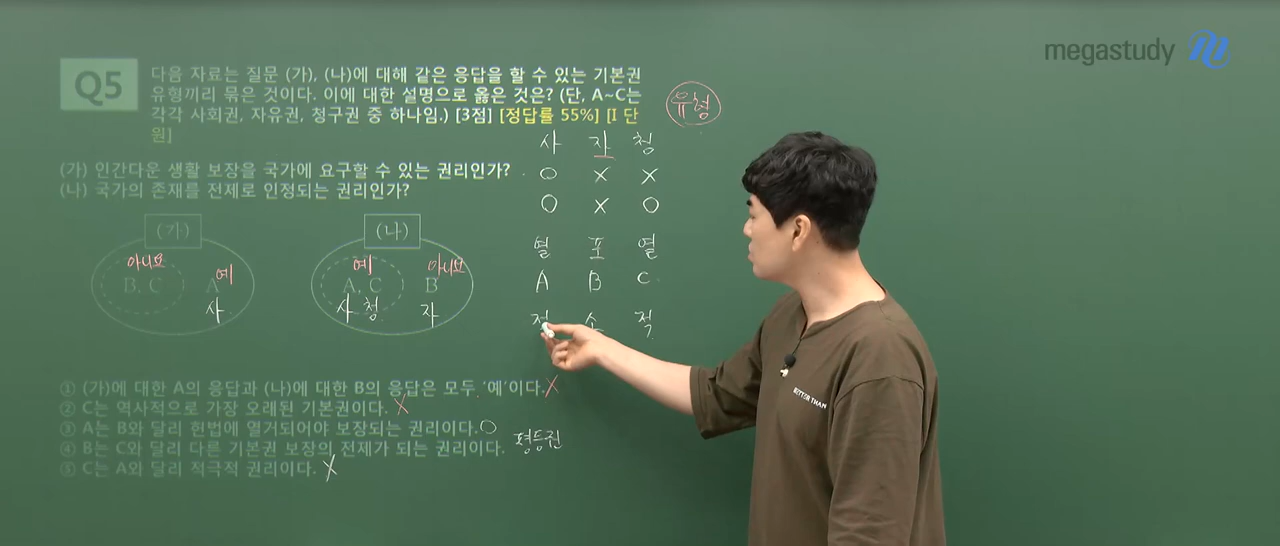 megastudy
Q5
다음 자료는 질문 (가), (나)에 대해 같은 응답을 할 수 있는 기본권
유형끼리 묶은 것이다. 이에 대한 설명으로 옳은 것은? (단, A~C는
각각 사회권, 자유권, 청구권 중 하나임.) [3점] [정답률 55%] [I 단
원]
유형
(가) 인간다운 생활 보장을 국가에 요구할 수 있는 권리인가?
(나) 국가의 존재를 전제로 인정되는 권리인가?
사 자 청
O X X
O X O
열 포 열
A B C
적 소 적
(가)
아니요 예
B, C A
사
(나)
예 아니요
A, C B
사 청 자
① (가)에 대한 A의 응답과 (나)에 대한 B의 응답은 모두 '예'이다. X
② C는 역사적으로 가장 오래된 기본권이다. X
③ A는 B와 달리 헌법에 열거되어야 보장되는 권리이다. O
④ B는 C와 달리 다른 기본권 보장의 전제가 되는 권리이다. 평등권
⑤ C는 A와 달리 적극적 권리이다. X
BETTER THAN